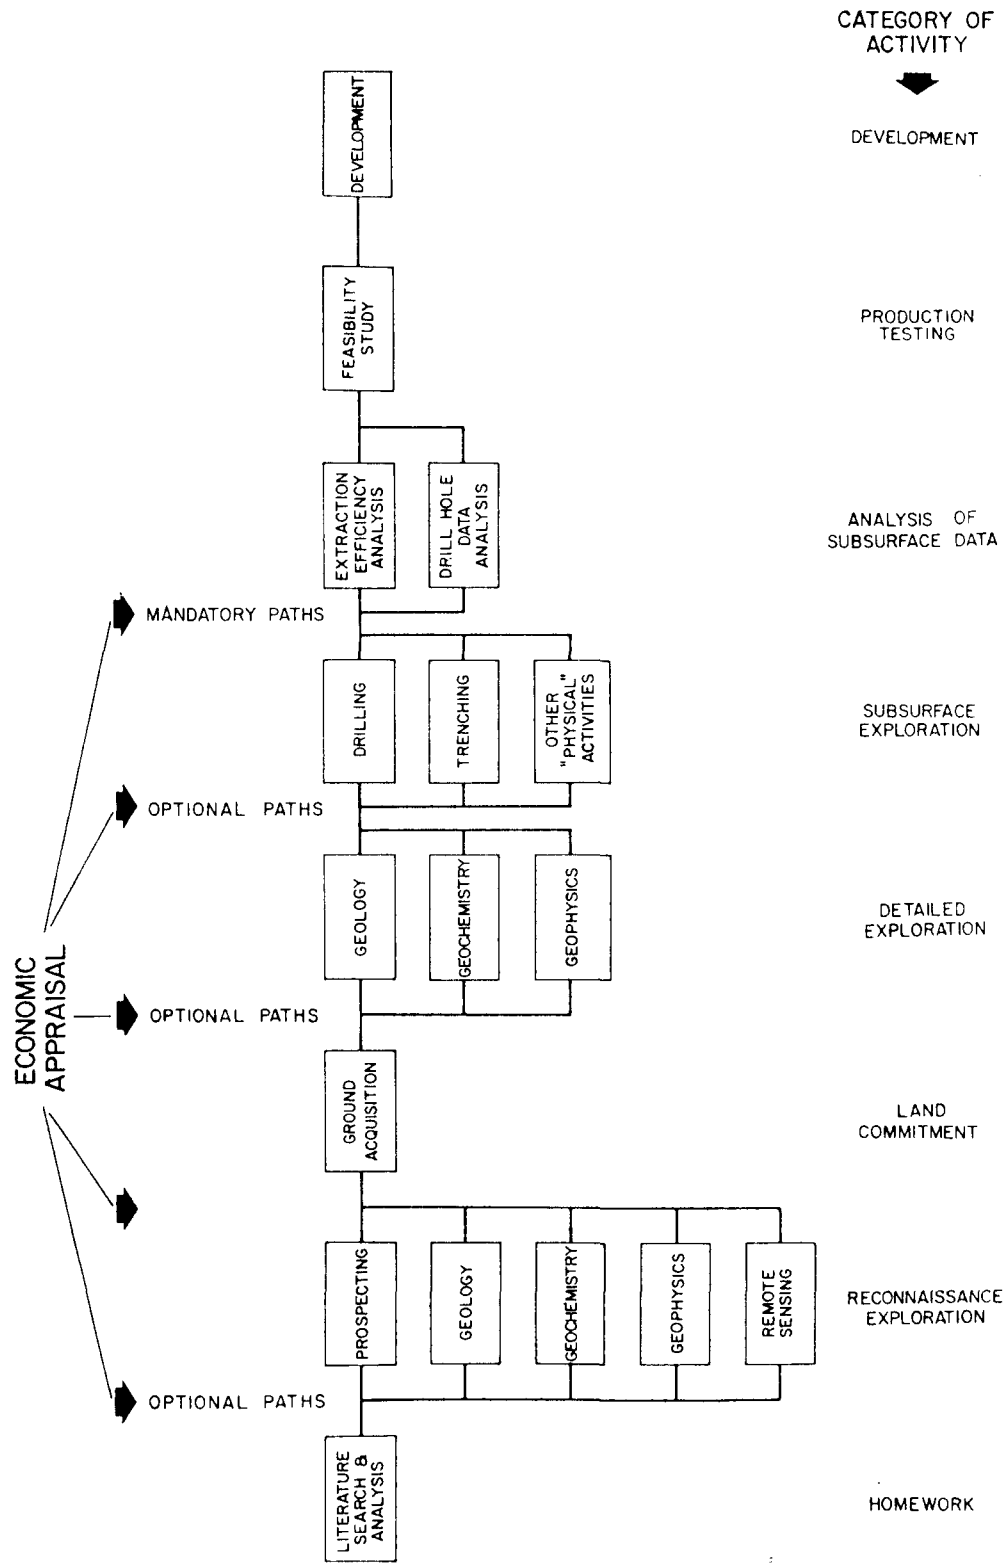 CATEGORY OF
ACTIVITY
DEVELOPMENT
DEVELOPMENT
FEASIBILITY
STUDY
PRODUCTION
TESTING
EXTRACTION
EFFICIENCY
ANALYSIS
DRILL HOLE
DATA
ANALYSIS
ANALYSIS OF
SUBSURFACE DATA
MANDATORY PATHS
DRILLING
TRENCHING
OTHER
"PHYSICAL"
ACTIVITIES
SUBSURFACE
EXPLORATION
OPTIONAL PATHS
GEOLOGY
GEOCHEMISTRY
GEOPHYSICS
DETAILED
EXPLORATION
ECONOMIC
APPRAISAL
OPTIONAL PATHS
GROUND
ACQUISITION
LAND
COMMITMENT
PROSPECTING
GEOLOGY
GEOCHEMISTRY
GEOPHYSICS
REMOTE
SENSING
RECONNAISSANCE
EXPLORATION
OPTIONAL PATHS
LITERATURE
SEARCH &
ANALYSIS
HOMEWORK